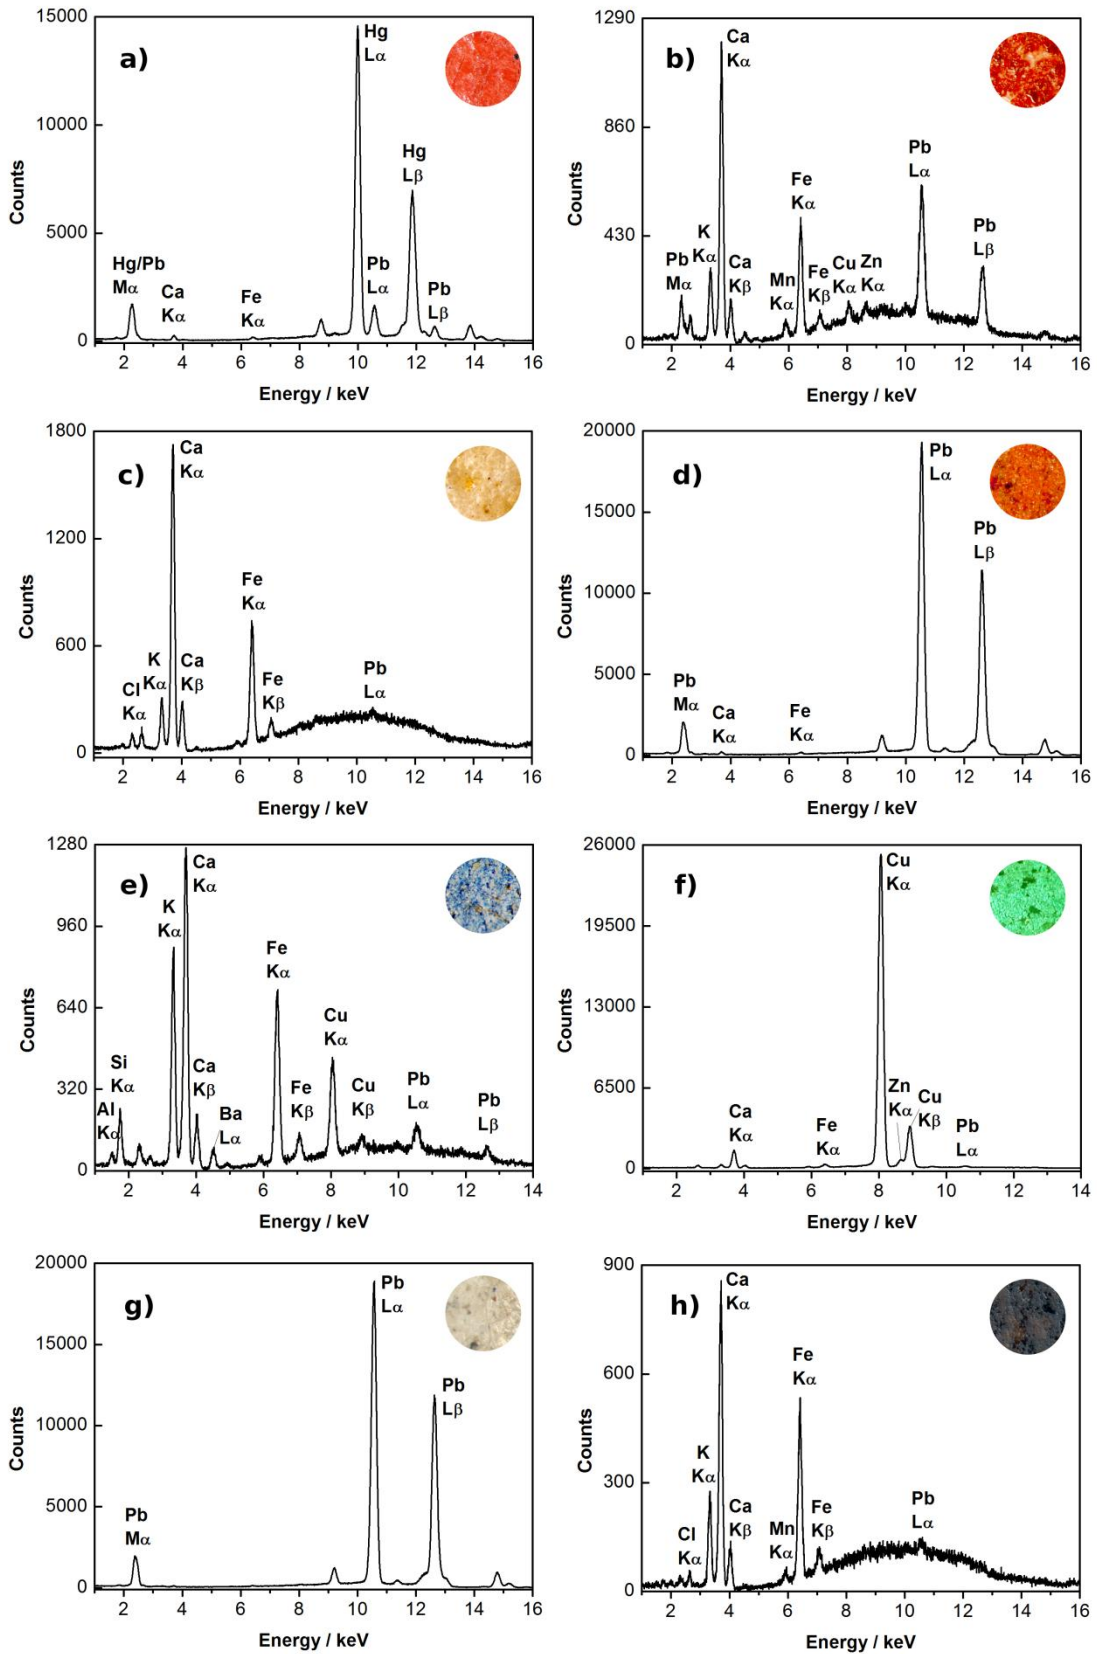 a)
15000
10000
5000
0
Counts
Hg
Lα
Hg
Lβ
Hg/Pb
Mα
Ca
Kα
Fe
Kα
Pb
Lα
Pb
Lβ
2 4 6 8 10 12 14 16
Energy / keV
b)
1290
860
430
0
Counts
Ca
Kα
Pb
Mα
K
Kα
Ca
Kβ
Mn
Kα
Fe
Kα
Fe
Kβ
Cu
Kα
Zn
Kα
Pb
Lα
Pb
Lβ
2 4 6 8 10 12 14 16
Energy / keV
c)
1800
1200
600
0
Counts
Ca
Kα
Cl
Kα
K
Kα
Ca
Kβ
Fe
Kα
Fe
Kβ
Pb
Lα
2 4 6 8 10 12 14 16
Energy / keV
d)
20000
15000
10000
5000
0
Counts
Pb
Lα
Pb
Lβ
Pb
Mα
Ca
Kα
Fe
Kα
2 4 6 8 10 12 14 16
Energy / keV
e)
1280
960
640
320
0
Counts
Al
Kα
Si
Kα
K
Kα
Ca
Kα
Ca
Kβ
Ba
Lα
Fe
Kα
Fe
Kβ
Cu
Kα
Cu
Kβ
Pb
Lα
Pb
Lβ
2 4 6 8 10 12 14
Energy / keV
f)
26000
19500
13000
6500
0
Counts
Cu
Kα
Ca
Kα
Fe
Kα
Zn
Kα
Cu
Kβ
Pb
Lα
2 4 6 8 10 12 14
Energy / keV
g)
20000
15000
10000
5000
0
Counts
Pb
Lα
Pb
Lβ
Pb
Mα
2 4 6 8 10 12 14 16
Energy / keV
h)
900
600
300
0
Counts
Ca
Kα
Cl
Kα
K
Kα
Ca
Kβ
Mn
Kα
Fe
Kα
Fe
Kβ
Pb
Lα
2 4 6 8 10 12 14 16
Energy / keV